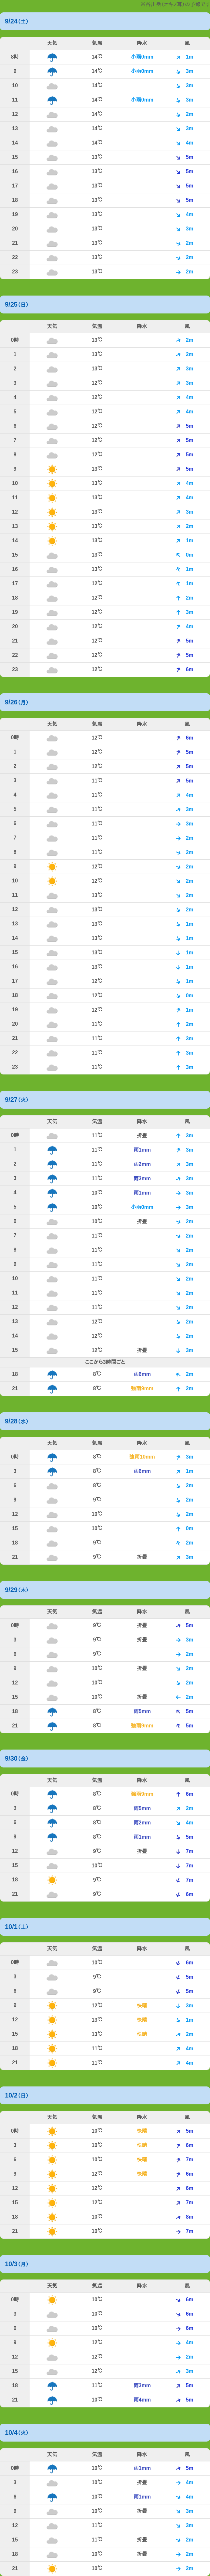 9/24(土)
天気 気温 降水 風
8時 14℃ 小雨0mm 1m
9 14℃ 小雨0mm 3m
10 14℃ 3m
11 14℃ 小雨0mm 3m
12 14℃ 2m
13 14℃ 3m
14 14℃ 4m
15 13℃ 5m
16 13℃ 5m
17 13℃ 5m
18 13℃ 5m
19 13℃ 4m
20 13℃ 3m
21 13℃ 2m
22 13℃ 2m
23 13℃ 2m
9/25(日)
天気 気温 降水 風
0時 13℃ 2m
1 13℃ 2m
2 13℃ 3m
3 12℃ 3m
4 12℃ 4m
5 12℃ 4m
6 12℃ 5m
7 12℃ 5m
8 12℃ 5m
9 13℃ 5m
10 13℃ 4m
11 13℃ 4m
12 13℃ 3m
13 13℃ 2m
14 13℃ 1m
15 13℃ 0m
16 13℃ 1m
17 12℃ 1m
18 12℃ 2m
19 12℃ 3m
20 12℃ 4m
21 12℃ 5m
22 12℃ 5m
23 12℃ 6m
9/26(月)
天気 気温 降水 風
0時 12℃ 6m
1 12℃ 5m
2 12℃ 5m
3 11℃ 5m
4 11℃ 4m
5 11℃ 3m
6 11℃ 3m
7 11℃ 2m
8 11℃ 2m
9 12℃ 2m
10 12℃ 2m
11 13℃ 2m
12 13℃ 2m
13 13℃ 1m
14 13℃ 1m
15 13℃ 1m
16 13℃ 1m
17 12℃ 1m
18 12℃ 0m
19 12℃ 1m
20 11℃ 2m
21 11℃ 3m
22 11℃ 3m
23 11℃ 3m
9/27(火)
天気 気温 降水 風
0時 11℃ 折畳 3m
1 11℃ 雨1mm 3m
2 11℃ 雨2mm 3m
3 11℃ 雨3mm 3m
4 10℃ 雨1mm 3m
5 10℃ 小雨0mm 3m
6 10℃ 折畳 2m
7 11℃ 2m
8 11℃ 2m
9 11℃ 2m
10 11℃ 2m
11 12℃ 2m
12 12℃ 2m
13 12℃ 2m
14 12℃ 2m
15 12℃ 折畳 3m
ここから3時間ごと
18 8℃ 雨6mm 2m
21 8℃ 強雨8mm 2m
9/28(水)
天気 気温 降水 風
0時 8℃ 強雨10mm 3m
3 8℃ 雨6mm 1m
6 8℃ 2m
9 9℃ 2m
12 10℃ 2m
15 10℃ 0m
18 9℃ 2m
21 9℃ 折畳 3m
9/29(木)
天気 気温 降水 風
0時 9℃ 折畳 5m
3 9℃ 折畳 3m
6 9℃ 2m
9 10℃ 折畳 2m
12 10℃ 2m
15 10℃ 折畳 2m
18 8℃ 雨5mm 5m
21 8℃ 強雨8mm 5m
9/30(金)
天気 気温 降水 風
0時 8℃ 強雨9mm 6m
3 8℃ 雨5mm 2m
6 8℃ 雨2mm 4m
9 8℃ 雨1mm 5m
12 9℃ 折畳 7m
15 10℃ 7m
18 9℃ 7m
21 9℃ 6m
10/1(土)
天気 気温 降水 風
0時 10℃ 6m
3 9℃ 5m
6 9℃ 5m
9 12℃ 快晴 3m
12 13℃ 快晴 1m
15 13℃ 快晴 2m
18 11℃ 4m
21 11℃ 4m
10/2(日)
天気 気温 降水 風
0時 10℃ 快晴 5m
3 10℃ 快晴 6m
6 10℃ 快晴 7m
9 12℃ 快晴 6m
12 12℃ 6m
15 12℃ 7m
18 10℃ 8m
21 10℃ 7m
10/3(月)
天気 気温 降水 風
0時 10℃ 6m
3 10℃ 6m
6 10℃ 6m
9 12℃ 4m
12 12℃ 2m
15 12℃ 3m
18 11℃ 雨3mm 5m
21 10℃ 雨4mm 5m
10/4(火)
天気 気温 降水 風
0時 10℃ 雨1mm 5m
3 10℃ 折畳 4m
6 10℃ 雨1mm 4m
9 10℃ 折畳 3m
12 11℃ 3m
15 11℃ 折畳 2m
18 10℃ 折畳 2m
21 10℃ 2m